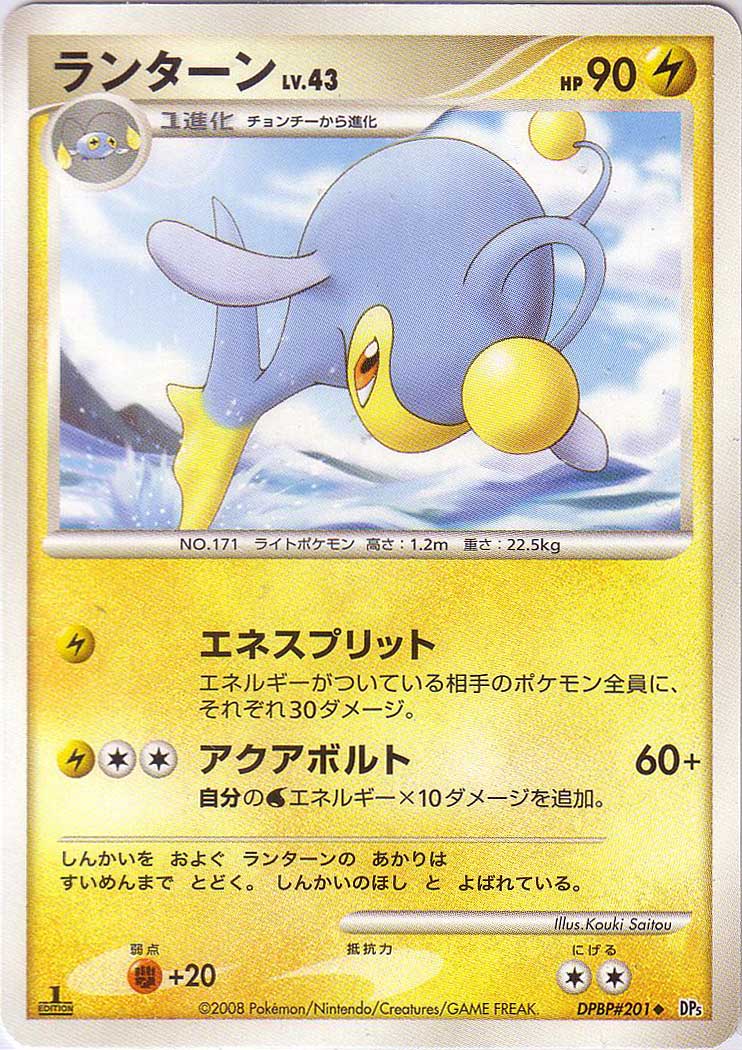 ランターン LV.43 HP 90
1進化 チョンチーから進化
NO.171 ライトポケモン 高さ：1.2m 重さ：22.5kg
エネスプリット
エネルギーがついている相手のポケモン全員に、
それぞれ30ダメージ。
アクアボルト 60+
自分のエネルギー×10ダメージを追加。
しんかいを およぐ ランターンの あかりは
すいめんまで とどく。しんかいのほし と よばれている。
Illus.Kouki Saitou
弱点 抵抗力 にげる
+20
1 EDITION ©2008 Pokémon/Nintendo/Creatures/GAME FREAK. DPBP#201 ◆ DP5